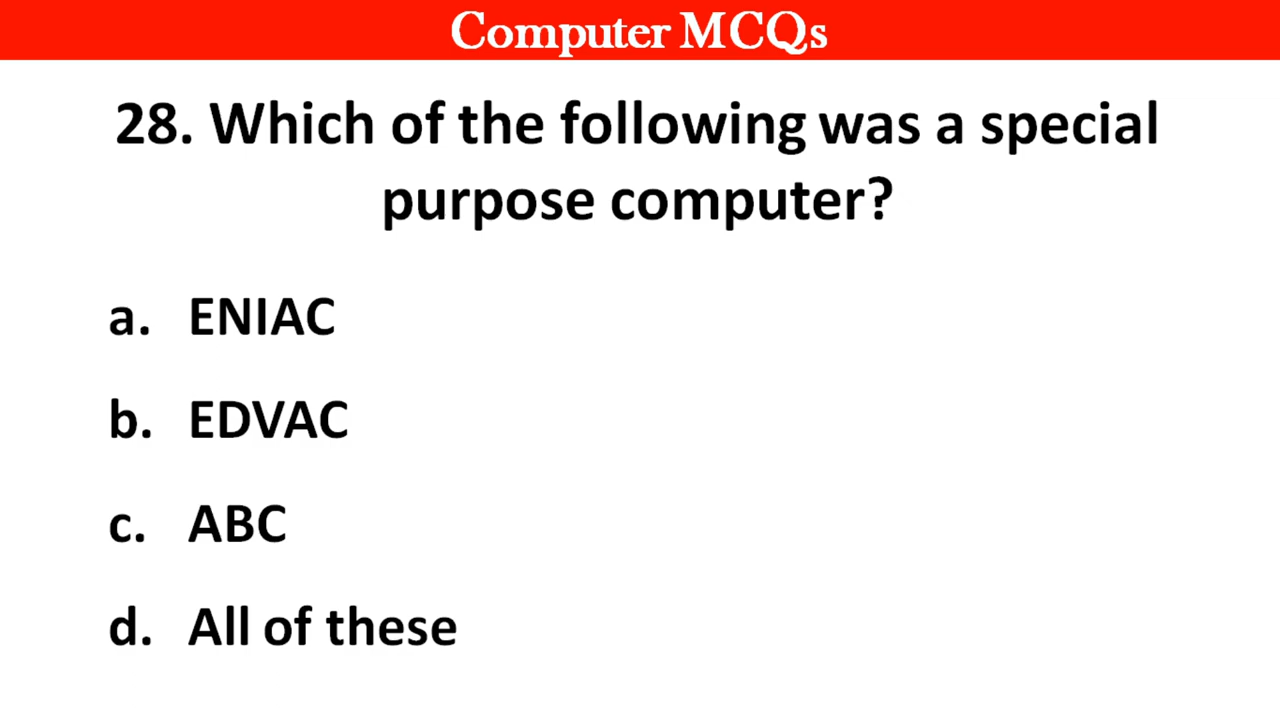 Computer MCQs
28. Which of the following was a special
purpose computer?
a. ENIAC
b. EDVAC
c. ABC
d. All of these